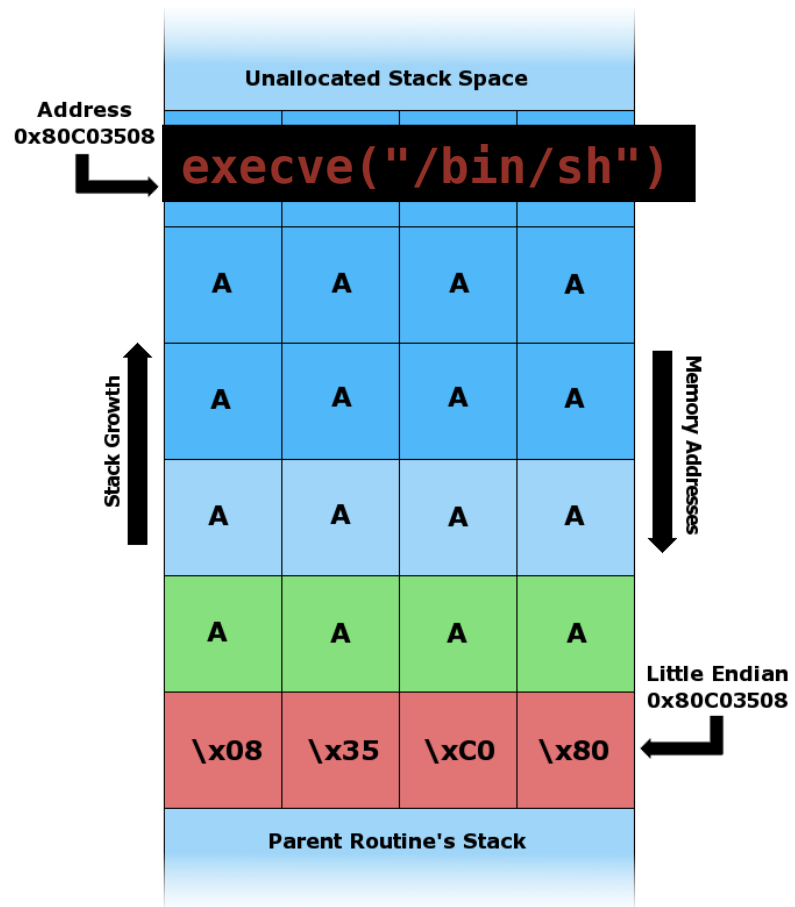 Unallocated Stack Space
Address
0x80C03508
execve("/bin/sh")
A A A A
Stack Growth
Memory Addresses
A A A A
A A A A
A A A A
Little Endian
0x80C03508
\x08 \x35 \xC0 \x80
Parent Routine's Stack